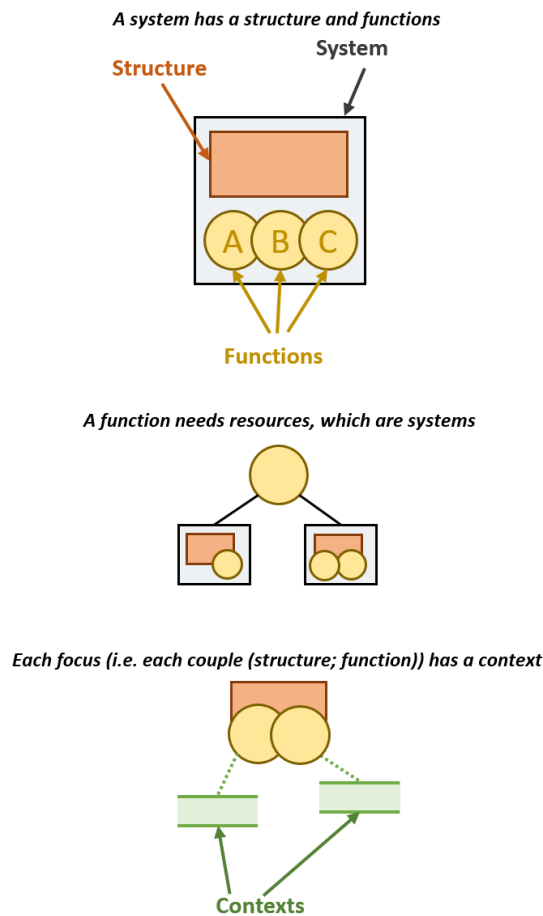 A system has a structure and functions
System
Structure
A B C
Functions
A function needs resources, which are systems
Each focus (i.e. each couple (structure; function)) has a context
Contexts